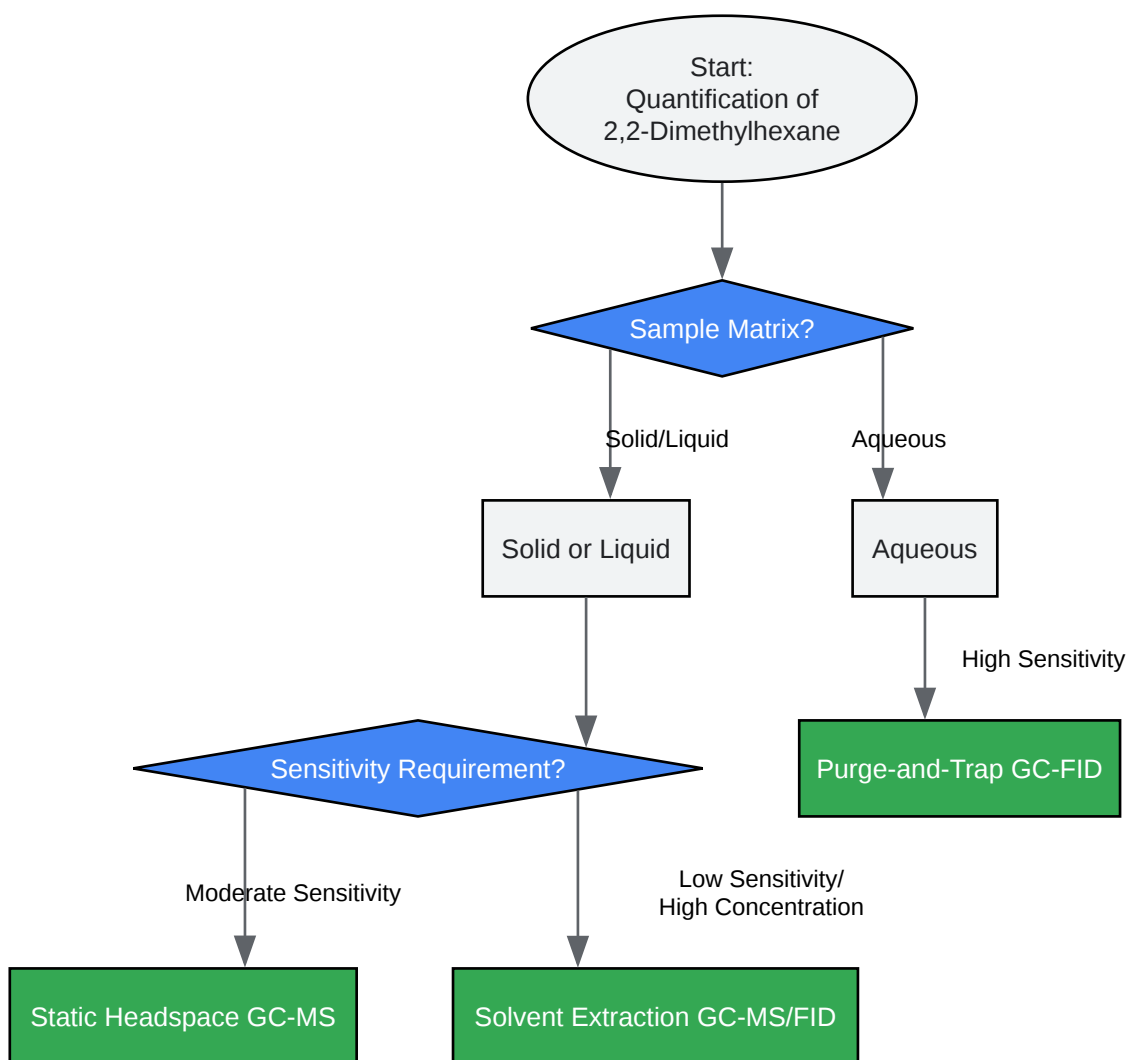 Start:
Quantification of
2,2-Dimethylhexane
Sample Matrix?
Solid/Liquid
Aqueous
Solid or Liquid
Aqueous
High Sensitivity
Sensitivity Requirement?
Purge-and-Trap GC-FID
Moderate Sensitivity
Low Sensitivity/
High Concentration
Static Headspace GC-MS
Solvent Extraction GC-MS/FID